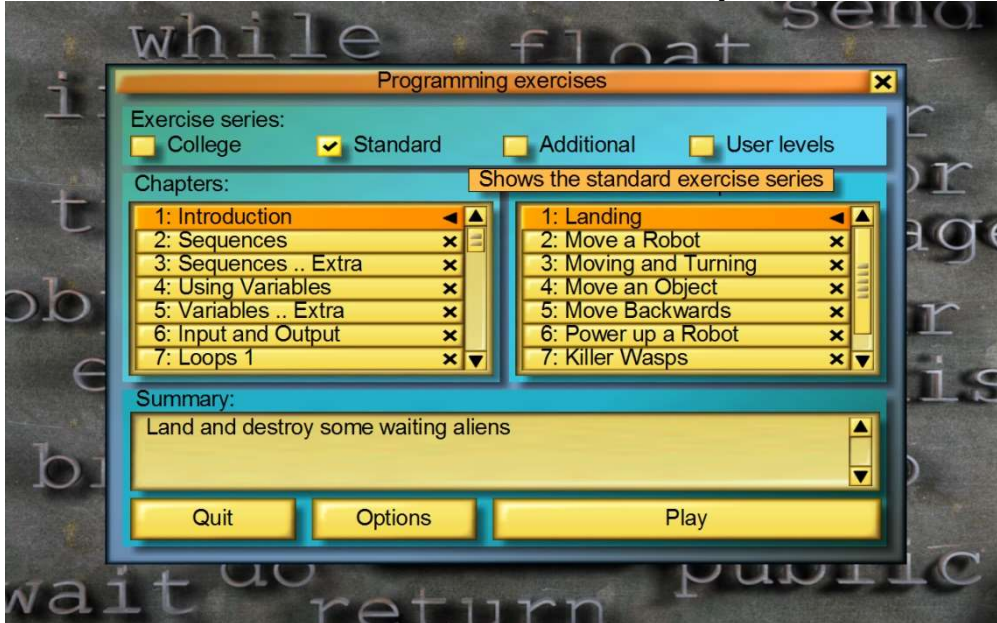 while float send
Programming exercises
Exercise series:
College Standard Additional User levels
Chapters:
Shows the standard exercise series
1: Introduction
2: Sequences
3: Sequences .. Extra
4: Using Variables
5: Variables .. Extra
6: Input and Output
7: Loops 1
1: Landing
2: Move a Robot
3: Moving and Turning
4: Move an Object
5: Move Backwards
6: Power up a Robot
7: Killer Wasps
Summary:
Land and destroy some waiting aliens
Quit Options Play
wait do return public